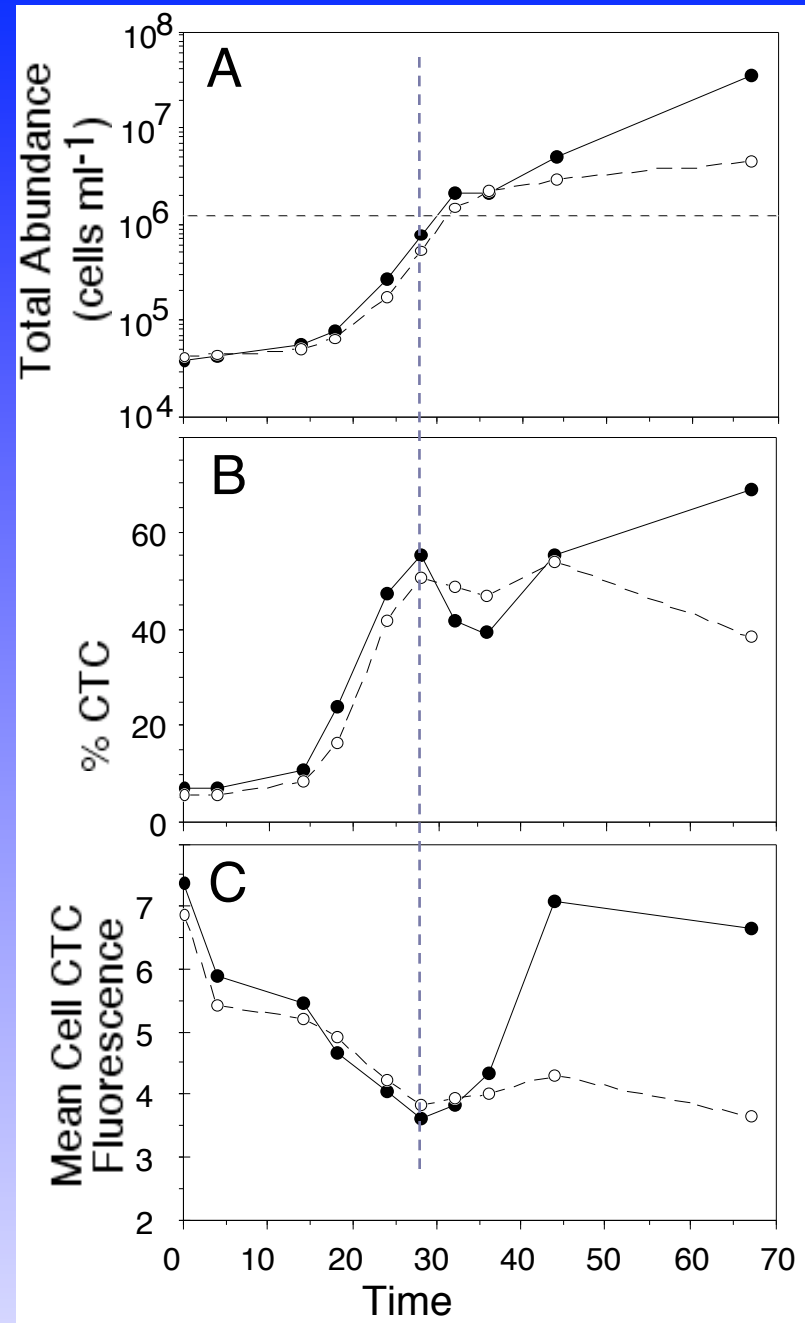 A
Total Abundance
(cells ml-1)
10^8
10^7
10^6
10^5
10^4
B
% CTC
60
40
20
0
C
Mean Cell CTC
Fluorescence
7
6
5
4
3
2
0 10 20 30 40 50 60 70
Time